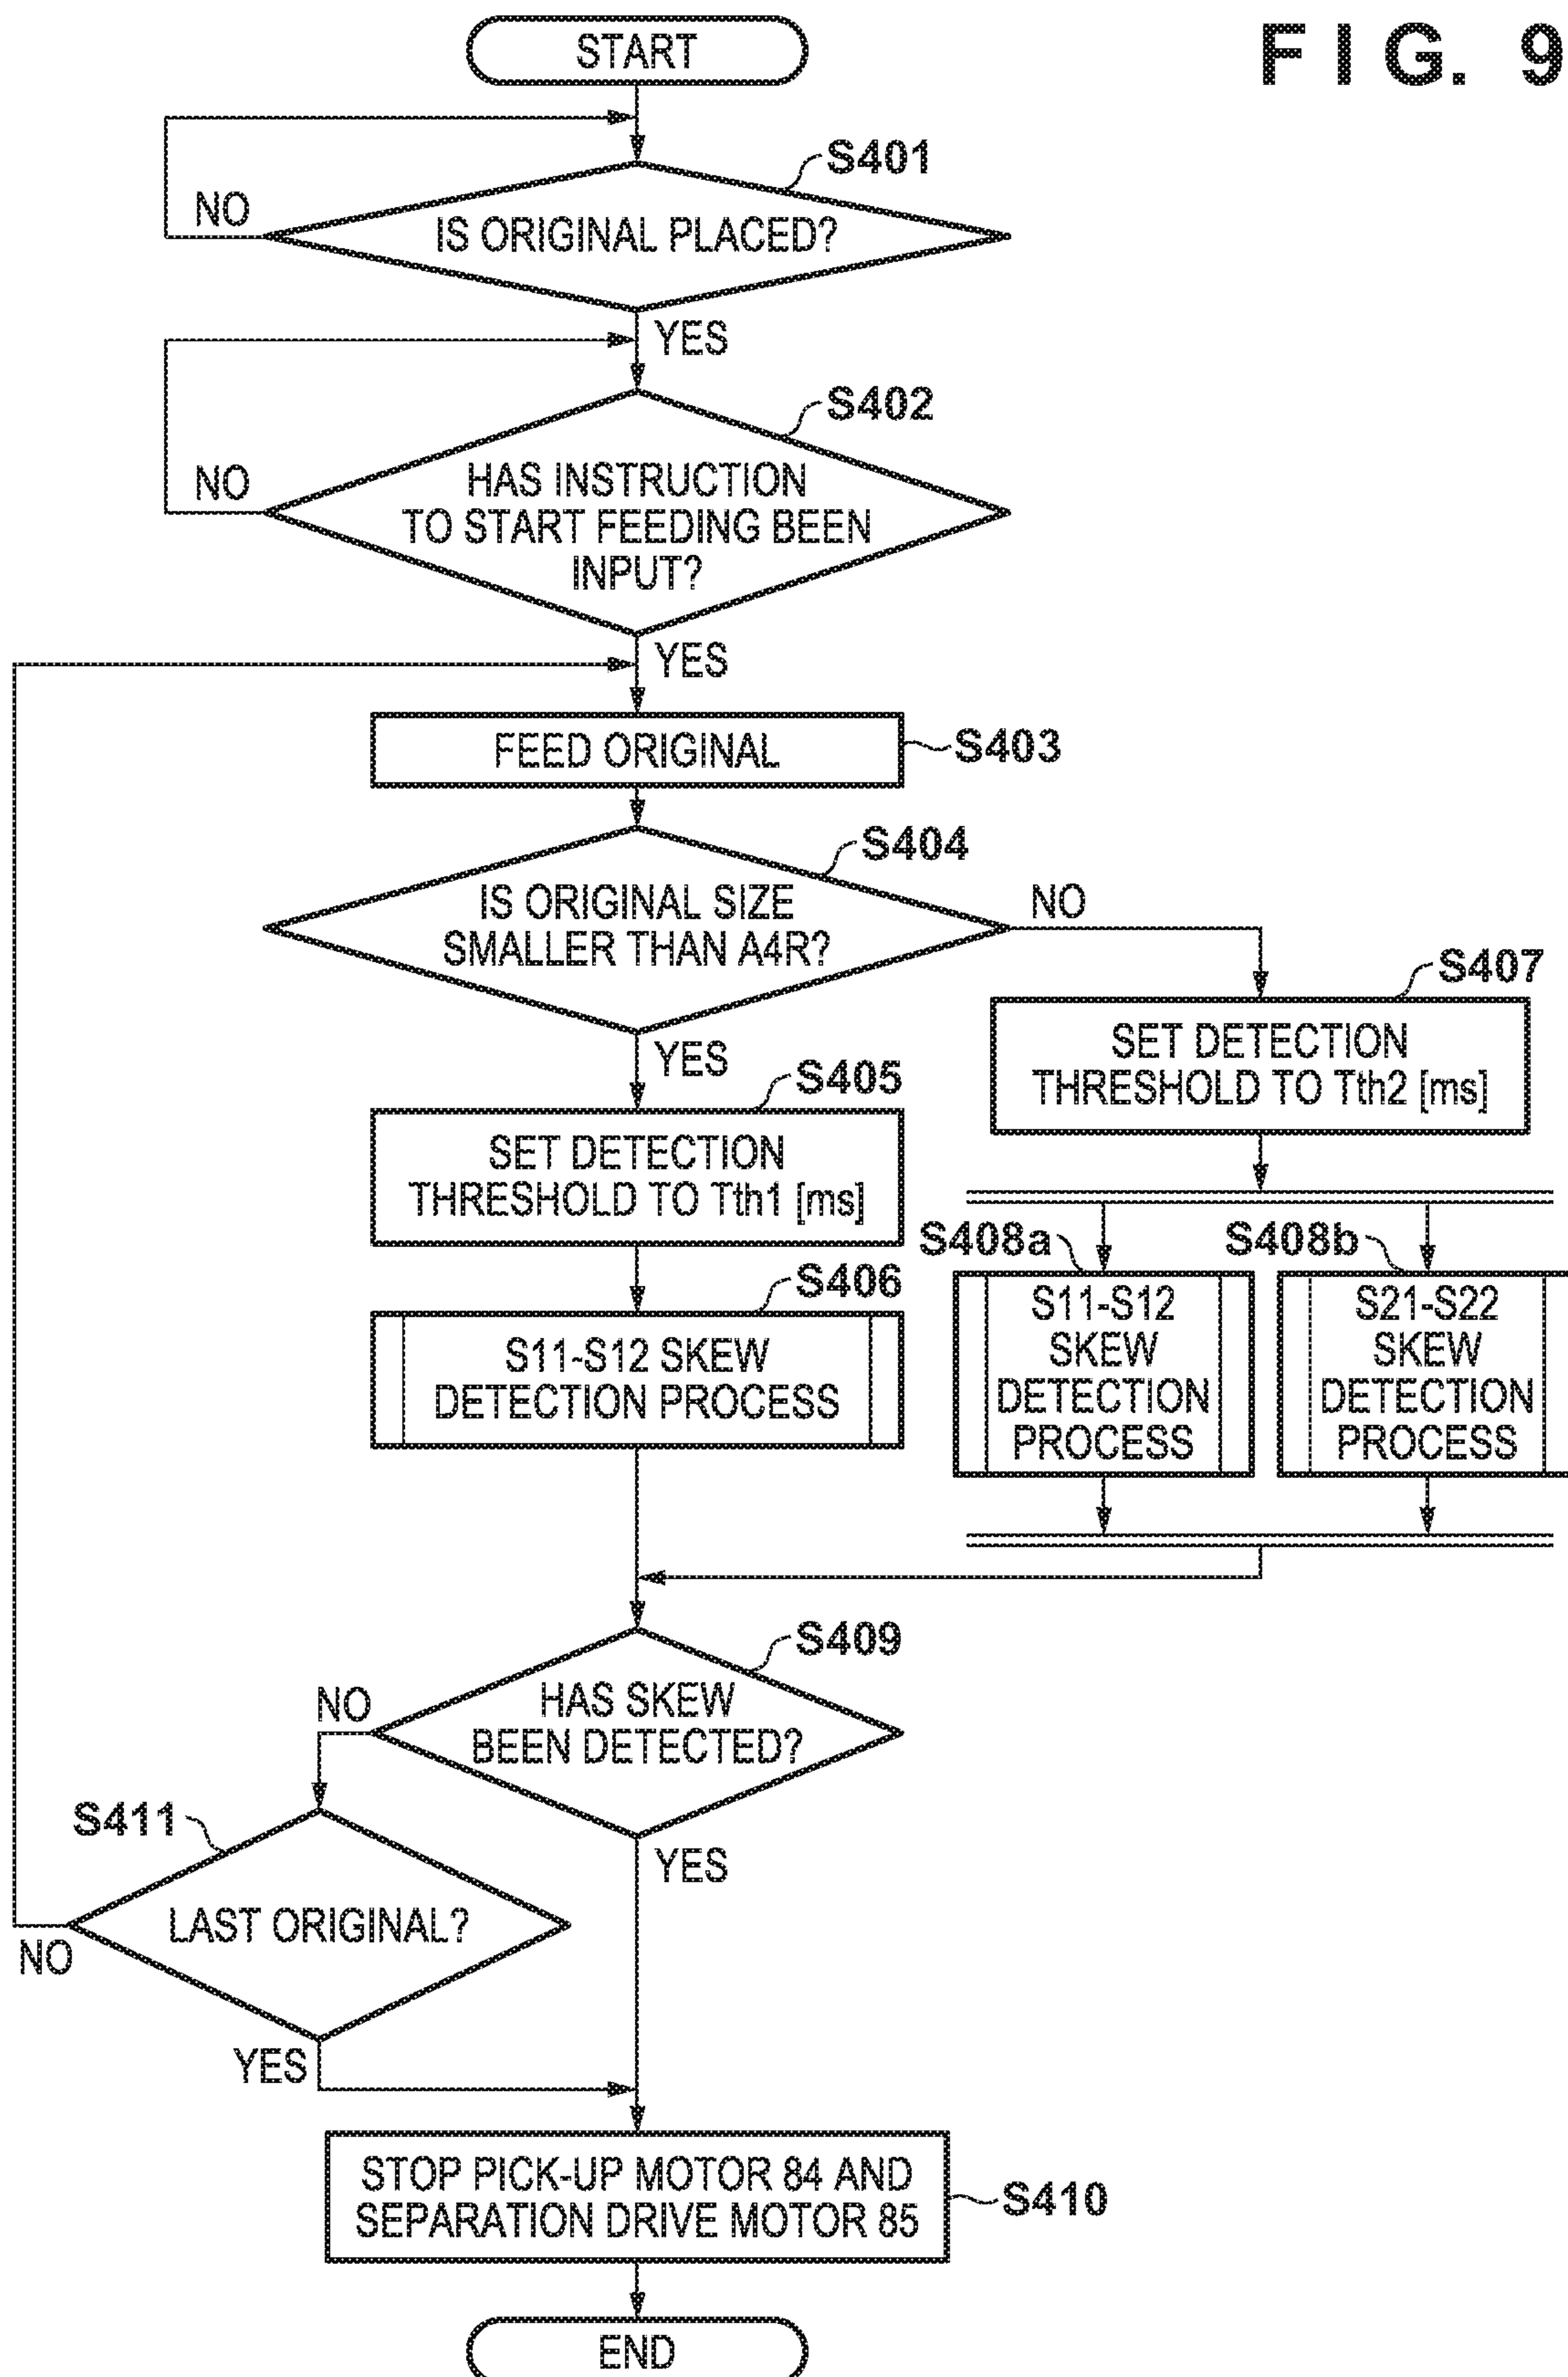 FIG. 9
START
S401
NO
IS ORIGINAL PLACED?
YES
S402
NO
HAS INSTRUCTION
TO START FEEDING BEEN
INPUT?
YES
FEED ORIGINAL
S403
S404
IS ORIGINAL SIZE
SMALLER THAN A4R?
NO
YES
S407
SET DETECTION
THRESHOLD TO Tth2 [ms]
S405
SET DETECTION
THRESHOLD TO Tth1 [ms]
S406
S11-S12 SKEW
DETECTION PROCESS
S408a
S11-S12
SKEW
DETECTION
PROCESS
S408b
S21-S22
SKEW
DETECTION
PROCESS
S409
NO
HAS SKEW
BEEN DETECTED?
YES
S411
LAST ORIGINAL?
NO
YES
STOP PICK-UP MOTOR 84 AND
SEPARATION DRIVE MOTOR 85
S410
END